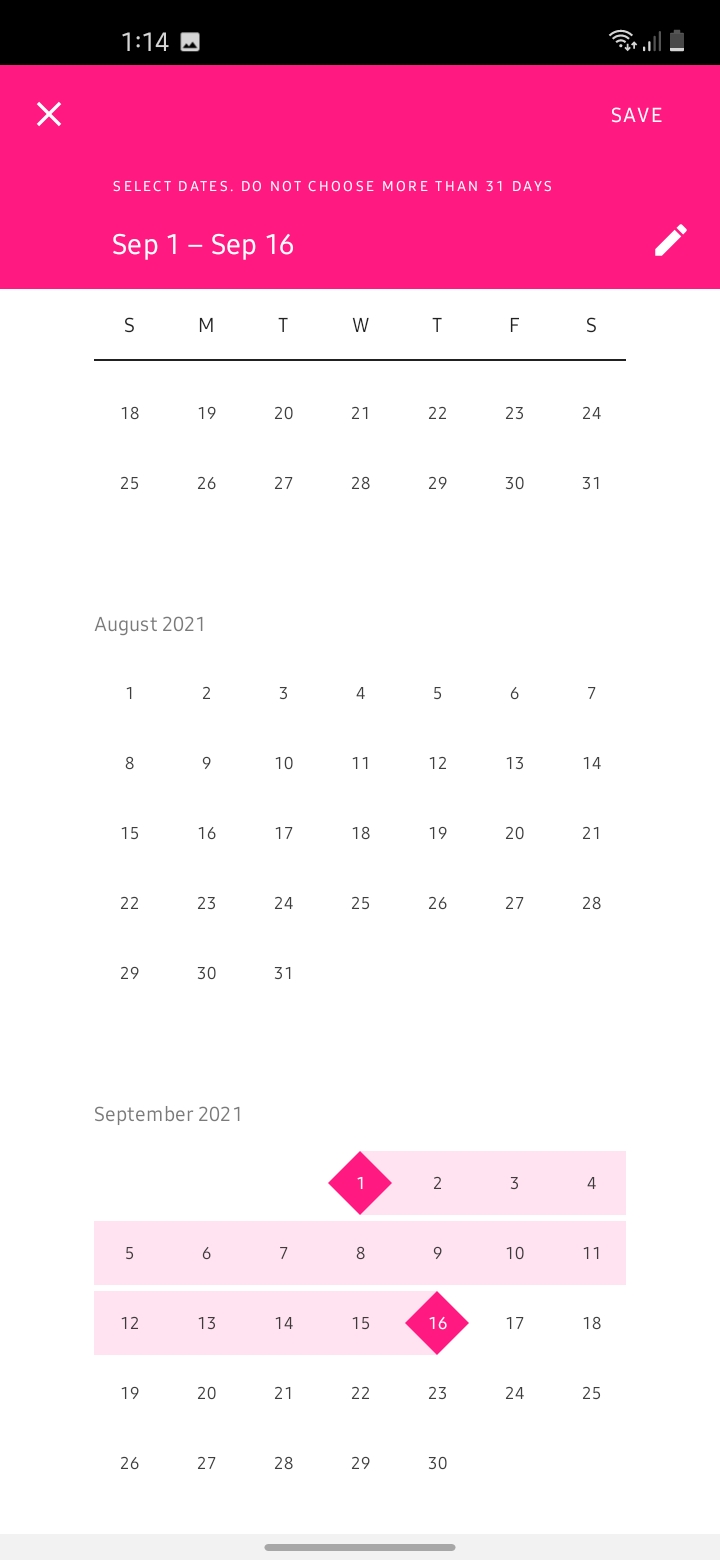 1:14
SAVE
SELECT DATES. DO NOT CHOOSE MORE THAN 31 DAYS
Sep 1 – Sep 16
S M T W T F S
18 19 20 21 22 23 24
25 26 27 28 29 30 31
August 2021
1 2 3 4 5 6 7
8 9 10 11 12 13 14
15 16 17 18 19 20 21
22 23 24 25 26 27 28
29 30 31
September 2021
1 2 3 4
5 6 7 8 9 10 11
12 13 14 15 16 17 18
19 20 21 22 23 24 25
26 27 28 29 30